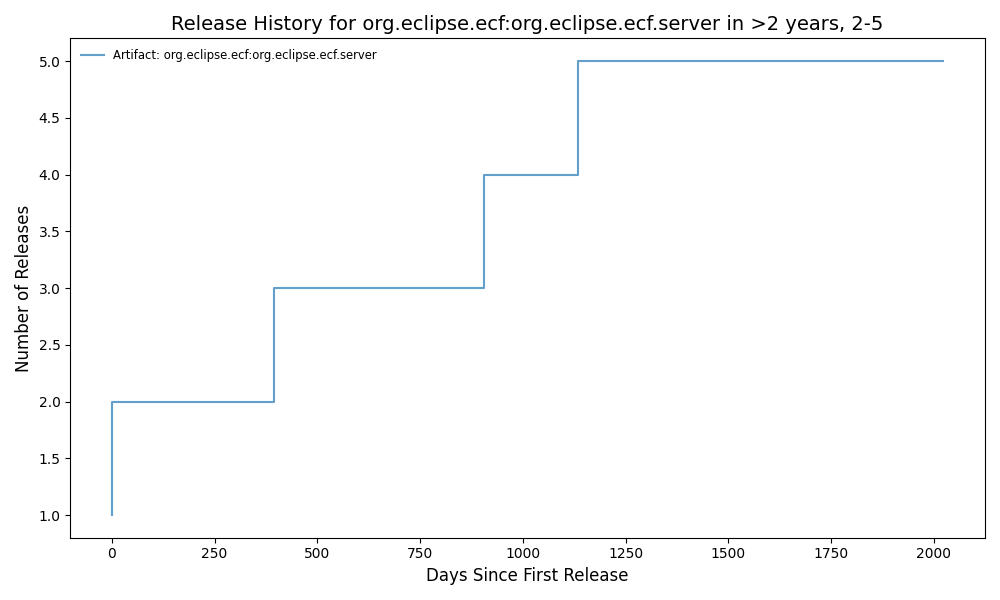 Release History for org.eclipse.ecf:org.eclipse.ecf.server in >2 years, 2-5
Artifact: org.eclipse.ecf:org.eclipse.ecf.server
Number of Releases
5.0
4.5
4.0
3.5
3.0
2.5
2.0
1.5
1.0
0 250 500 750 1000 1250 1500 1750 2000
Days Since First Release